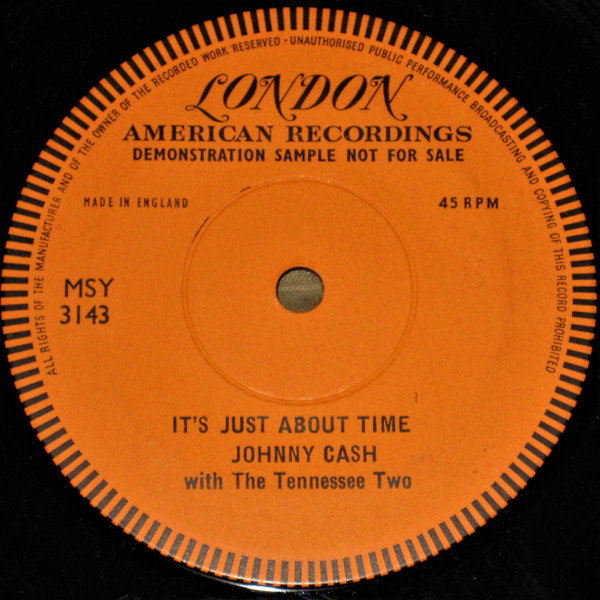 ALL RIGHTS OF THE MANUFACTURER AND OF THE OWNER OF THE RECORDED WORK RESERVED · UNAUTHORISED PUBLIC PERFORMANCE BROADCASTING AND COPYING OF THIS RECORD PROHIBITED
LONDON
AMERICAN RECORDINGS
DEMONSTRATION SAMPLE NOT FOR SALE
MADE IN ENGLAND
45 RPM
MSY
3143
IT'S JUST ABOUT TIME
JOHNNY CASH
with The Tennessee Two